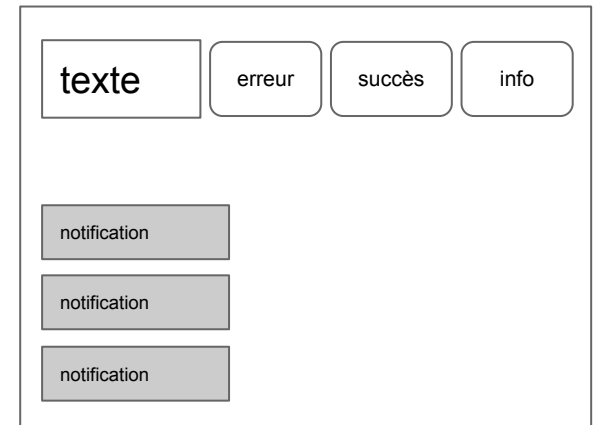 texte
erreur
succès
info
notification
notification
notification